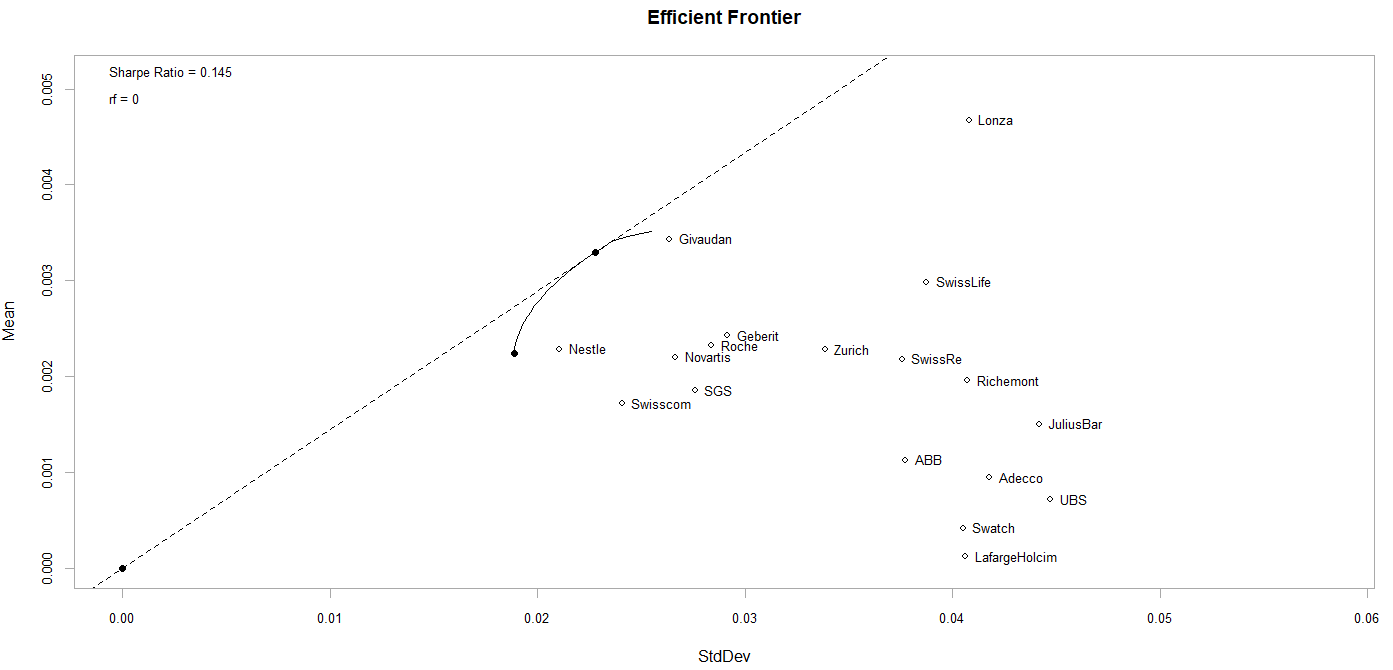 Efficient Frontier
Sharpe Ratio = 0.145
rf = 0
Mean
0.005
0.004
0.003
0.002
0.001
0.000
Lonza
Givaudan
SwissLife
Geberit
Roche
Nestle
Novartis
Zurich
SwissRe
Richemont
SGS
Swisscom
JuliusBar
ABB
Adecco
UBS
Swatch
LafargeHolcim
0.00 0.01 0.02 0.03 0.04 0.05 0.06
StdDev